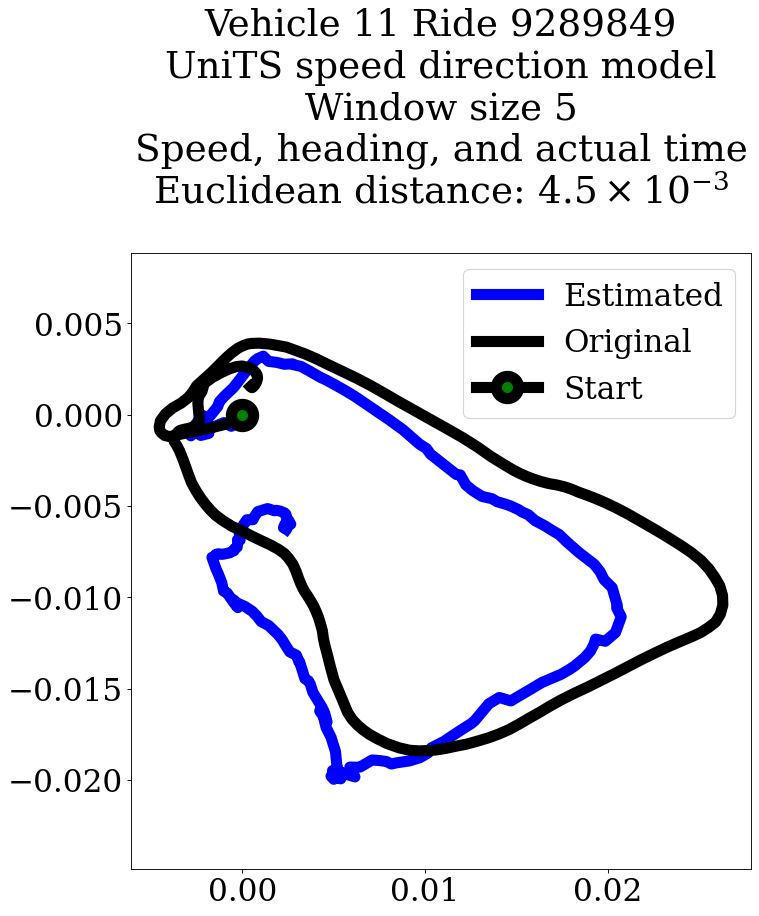 Vehicle 11 Ride 9289849
UniTS speed direction model
Window size 5
Speed, heading, and actual time
Euclidean distance: 4.5 × 10⁻³
Estimated
Original
Start
0.005
0.000
−0.005
−0.010
−0.015
−0.020
0.00 0.01 0.02